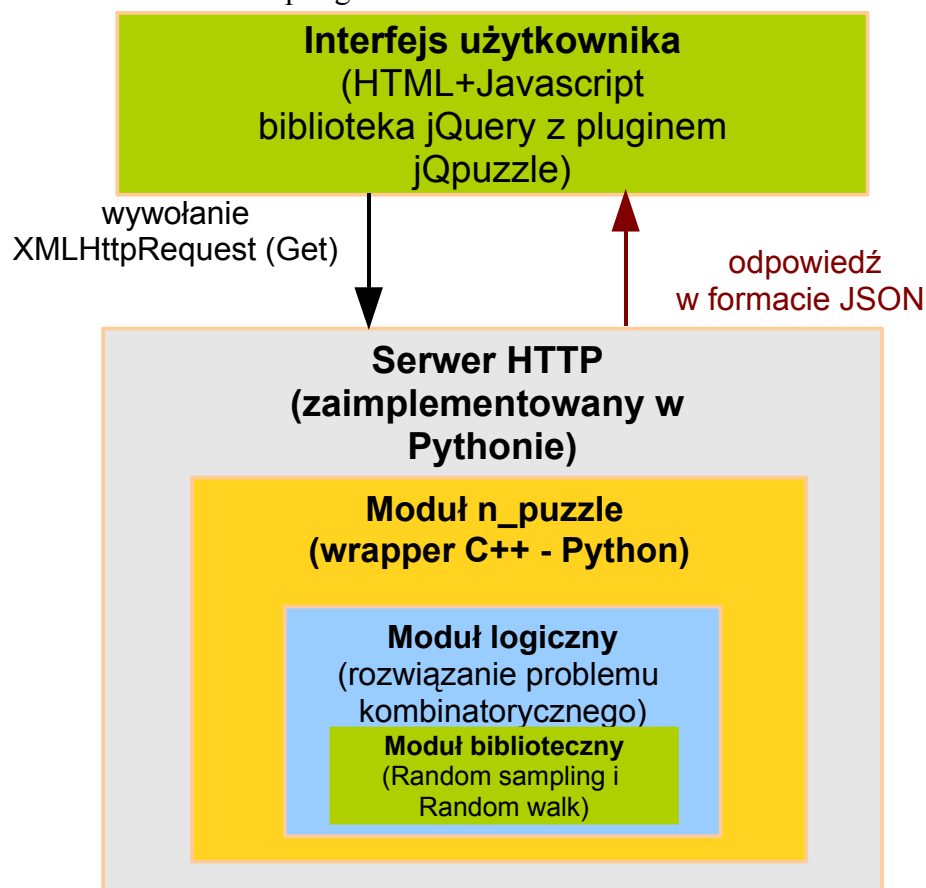 Interfejs użytkownika
(HTML+Javascript
biblioteka jQuery z pluginem
jQpuzzle)
wywołanie
XMLHttpRequest (Get)
odpowiedź
w formacie JSON
Serwer HTTP
(zaimplementowany w
Pythonie)
Moduł n_puzzle
(wrapper C++ - Python)
Moduł logiczny
(rozwiązanie problemu
kombinatorycznego)
Moduł biblioteczny
(Random sampling i
Random walk)